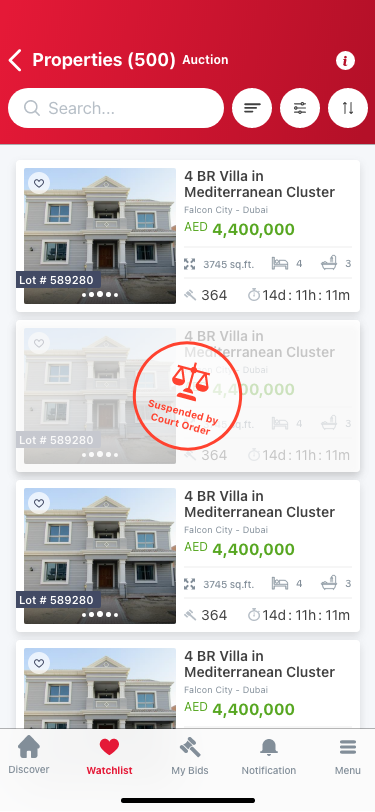 Properties (500) Auction
Search...
4 BR Villa in
Mediterranean Cluster
Falcon City - Dubai
AED 4,400,000
3745 sq.ft. 4 3
Lot # 589280
364 14d : 11h : 11m
4 BR Villa in
Mediterranean Cluster
4,400,000
Suspended by
Court Order
4 3
Lot # 589280
364 14d : 11h : 11m
4 BR Villa in
Mediterranean Cluster
Falcon City - Dubai
AED 4,400,000
3745 sq.ft. 4 3
Lot # 589280
364 14d : 11h : 11m
4 BR Villa in
Mediterranean Cluster
Falcon City - Dubai
AED 4,400,000
Discover Watchlist My Bids Notification Menu